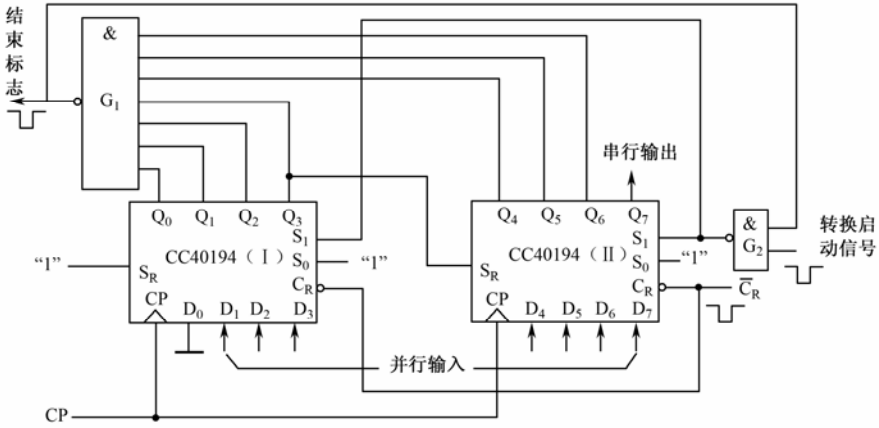 结束标志
&
G1
Q0 Q1 Q2 Q3
S1
CC40194（Ⅰ）
S0
“1”
“1”
SR
CR
CP
D0 D1 D2 D3
并行输入
CP
串行输出
Q4 Q5 Q6 Q7
S1
CC40194（Ⅱ）
S0
“1”
SR
CR
CP
D4 D5 D6 D7
&
G2
转换启动信号
C̅R